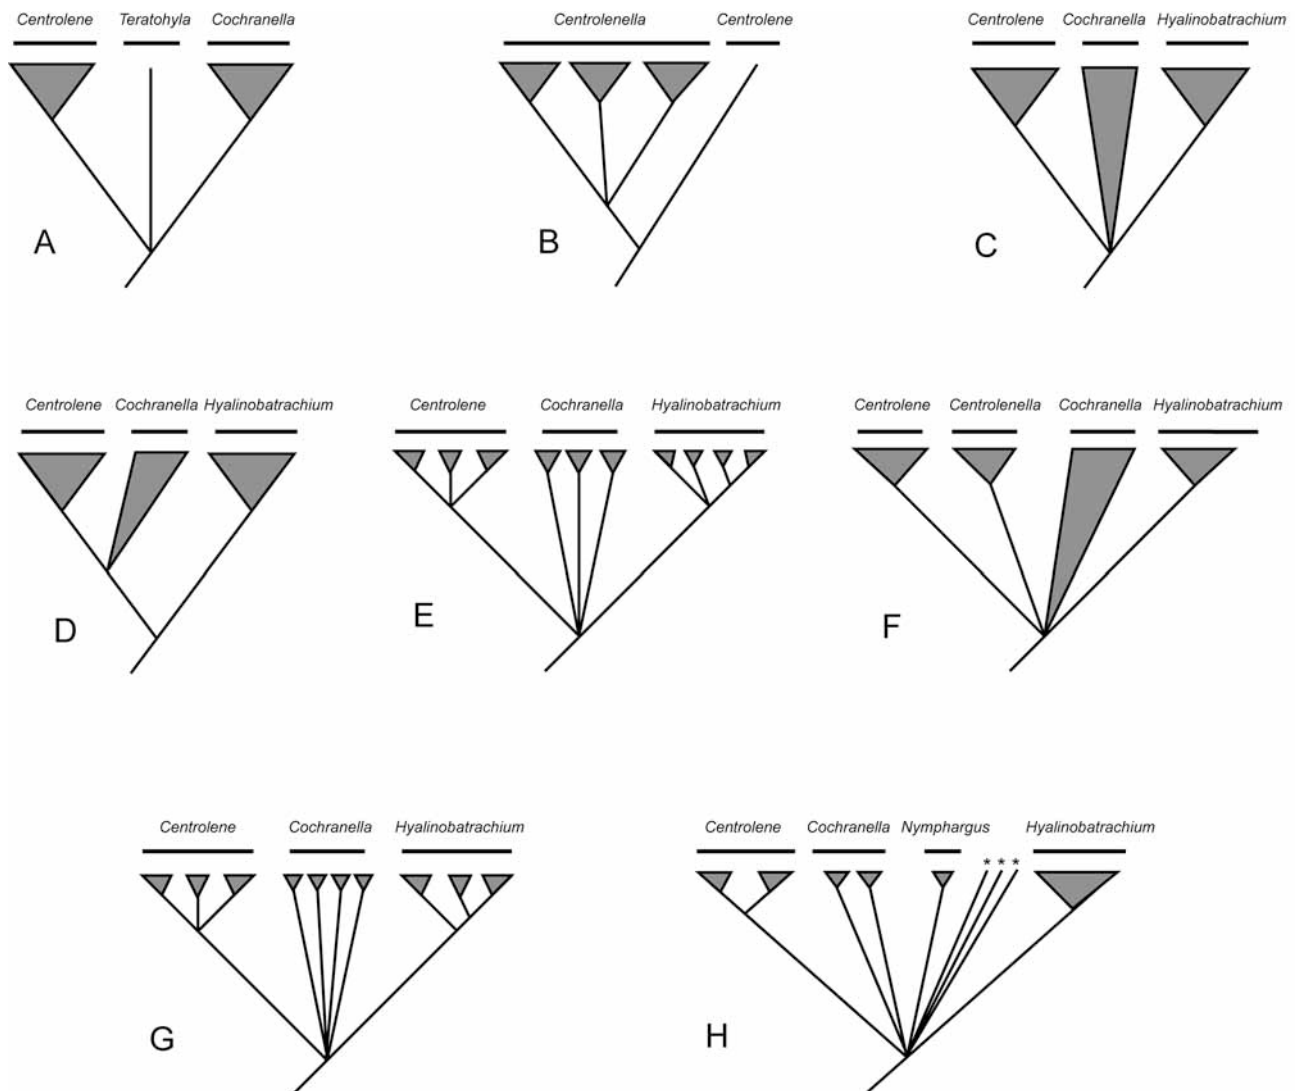 Centrolene Teratohyla Cochranella
A
Centrolenella Centrolene
B
Centrolene Cochranella Hyalinobatrachium
C
Centrolene Cochranella Hyalinobatrachium
D
Centrolene Cochranella Hyalinobatrachium
E
Centrolene Centrolenella Cochranella Hyalinobatrachium
F
Centrolene Cochranella Hyalinobatrachium
G
Centrolene Cochranella Nymphargus Hyalinobatrachium
* * *
H